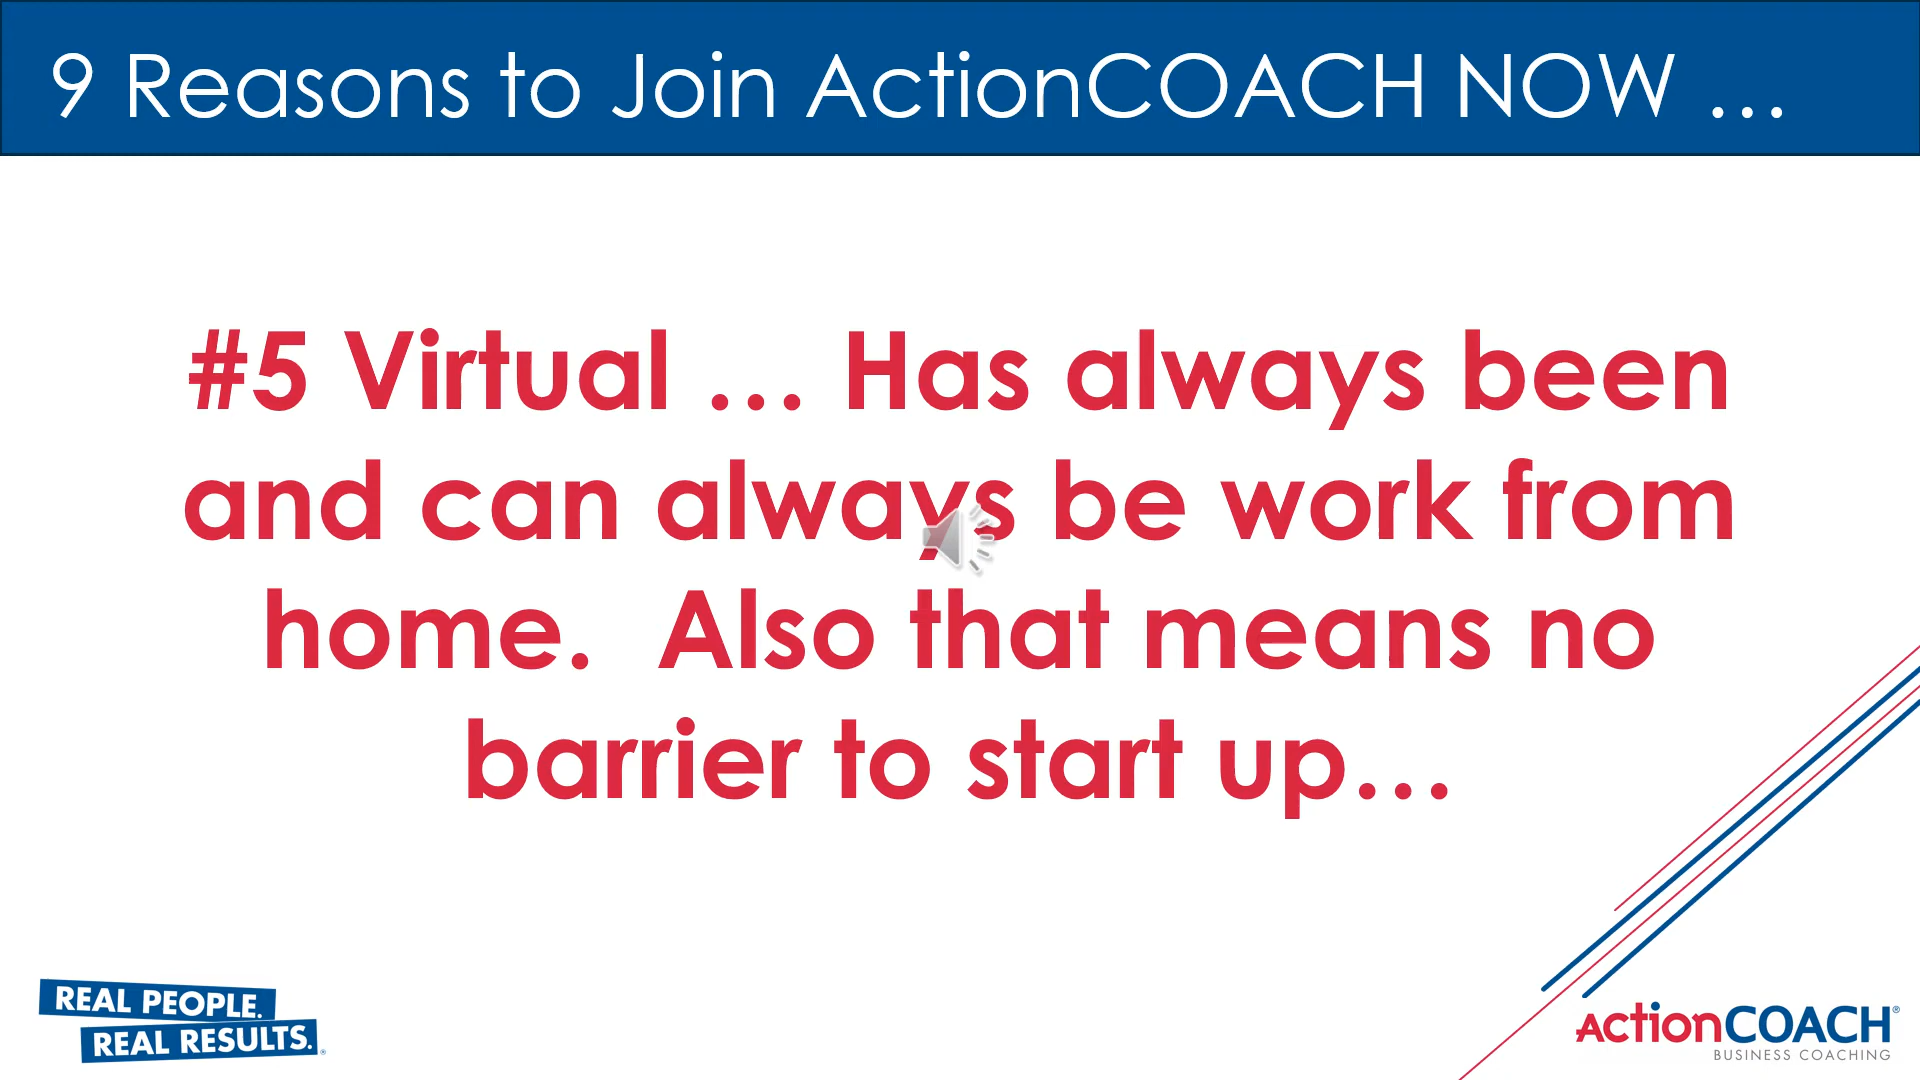 9 Reasons to Join ActionCOACH NOW ...
#5 Virtual ... Has always been
and can always be work from
home.  Also that means no
barrier to start up...
REAL PEOPLE.
REAL RESULTS.®
ActionCOACH®
BUSINESS COACHING